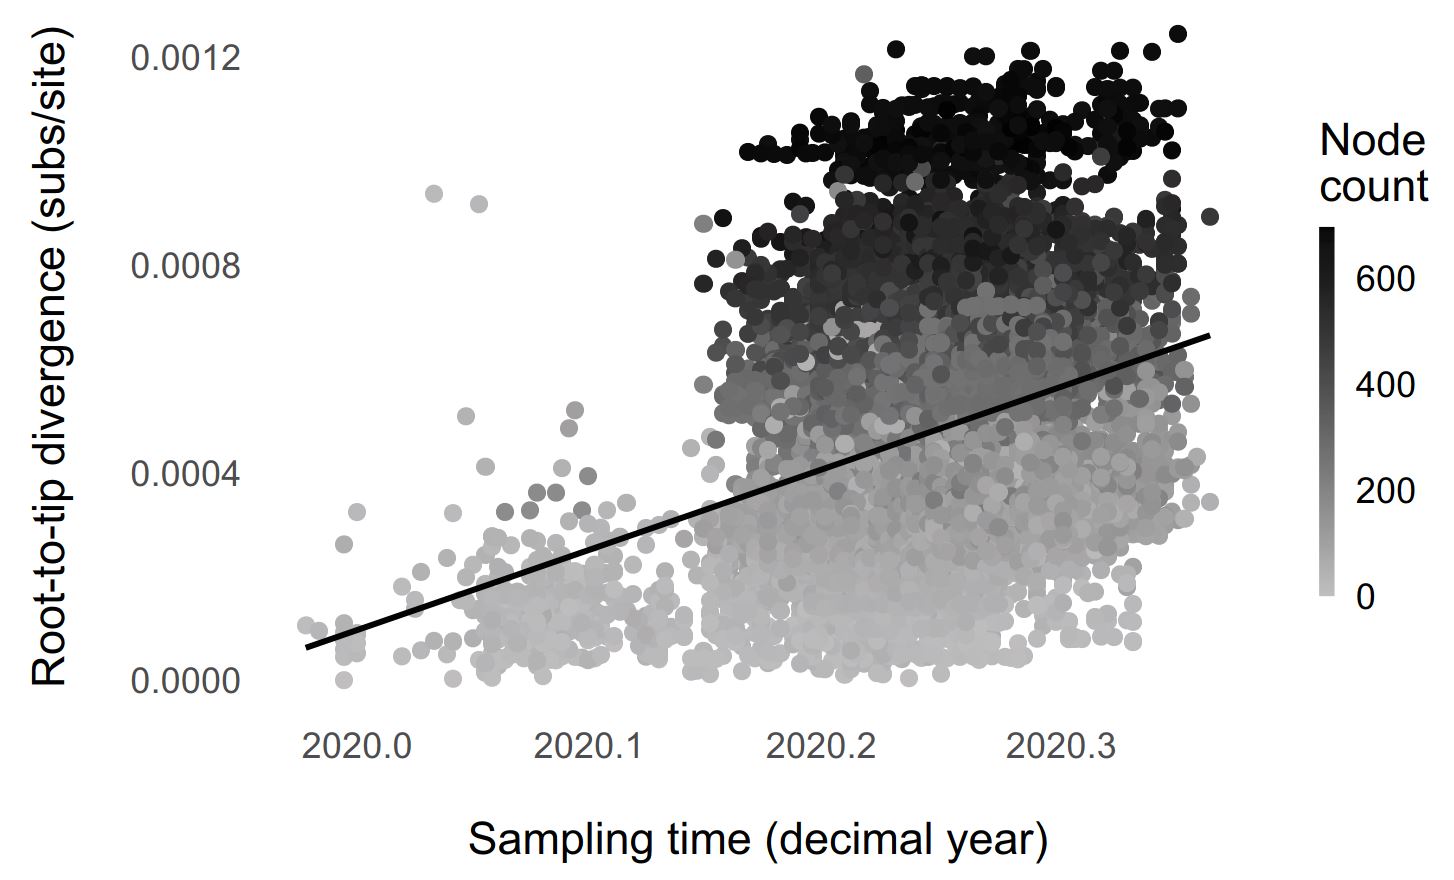 Root-to-tip divergence (subs/site)
0.0012
0.0008
0.0004
0.0000
2020.0 2020.1 2020.2 2020.3
Sampling time (decimal year)
Node
count
600
400
200
0